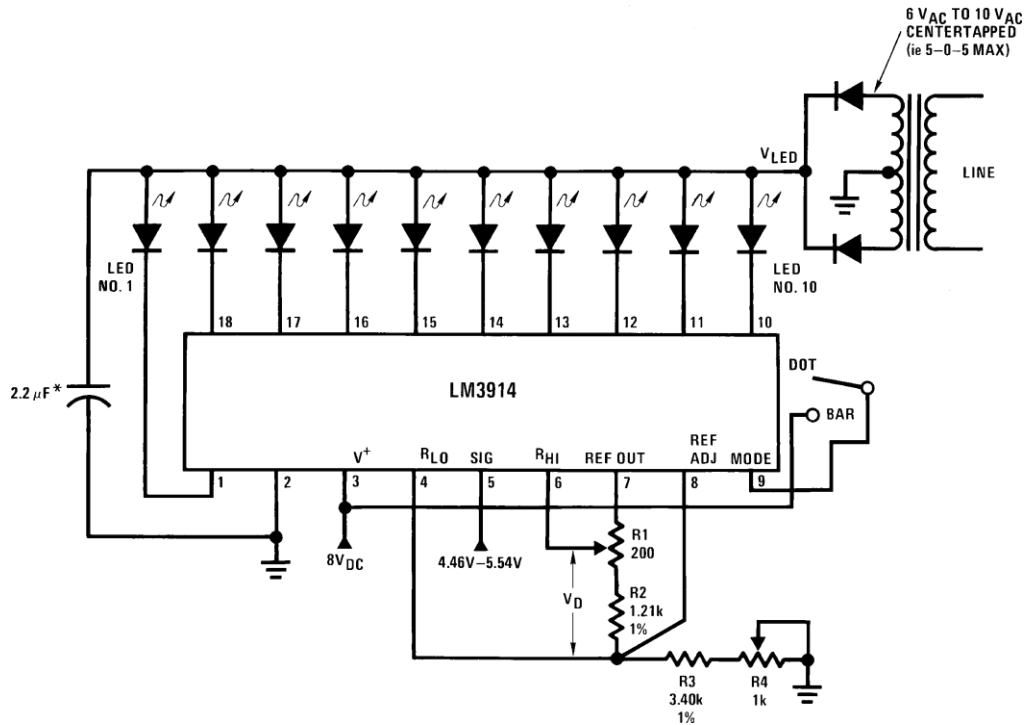 6 VAC TO 10 VAC
CENTERTAPPED
(ie 5-0-5 MAX)
VLED
LINE
LED
NO. 1
LED
NO. 10
18
17
16
15
14
13
12
11
10
2.2 μF*
LM3914
DOT
BAR
V+
RLO
SIG
RHI
REF OUT
REF
ADJ
MODE
1
2
3
4
5
6
7
8
9
8VDC
4.46V–5.54V
R1
200
VD
R2
1.21k
1%
R3
3.40k
1%
R4
1k